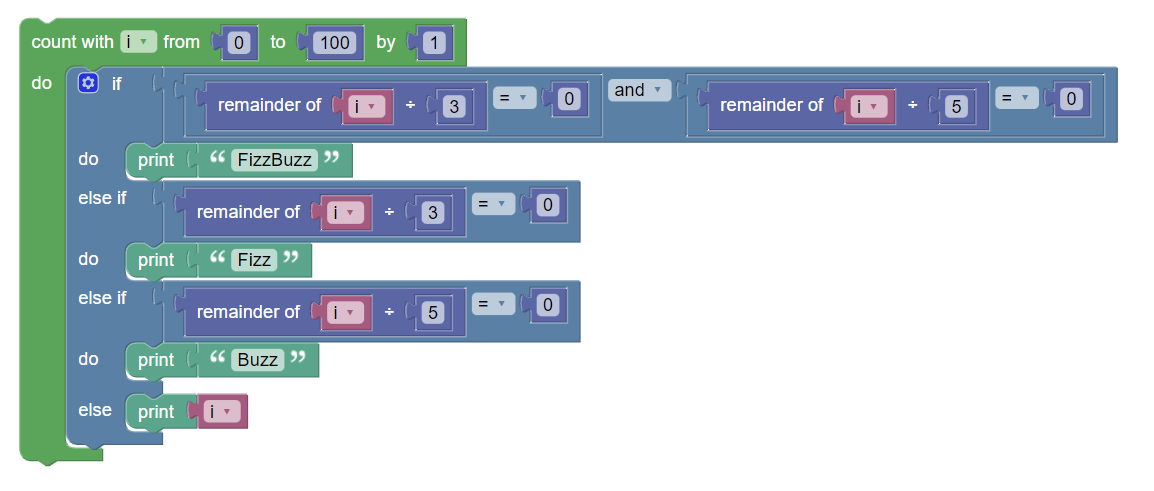 count with i from 0 to 100 by 1
do if remainder of i ÷ 3 = 0 and remainder of i ÷ 5 = 0
do print “ FizzBuzz ”
else if remainder of i ÷ 3 = 0
do print “ Fizz ”
else if remainder of i ÷ 5 = 0
do print “ Buzz ”
else print i